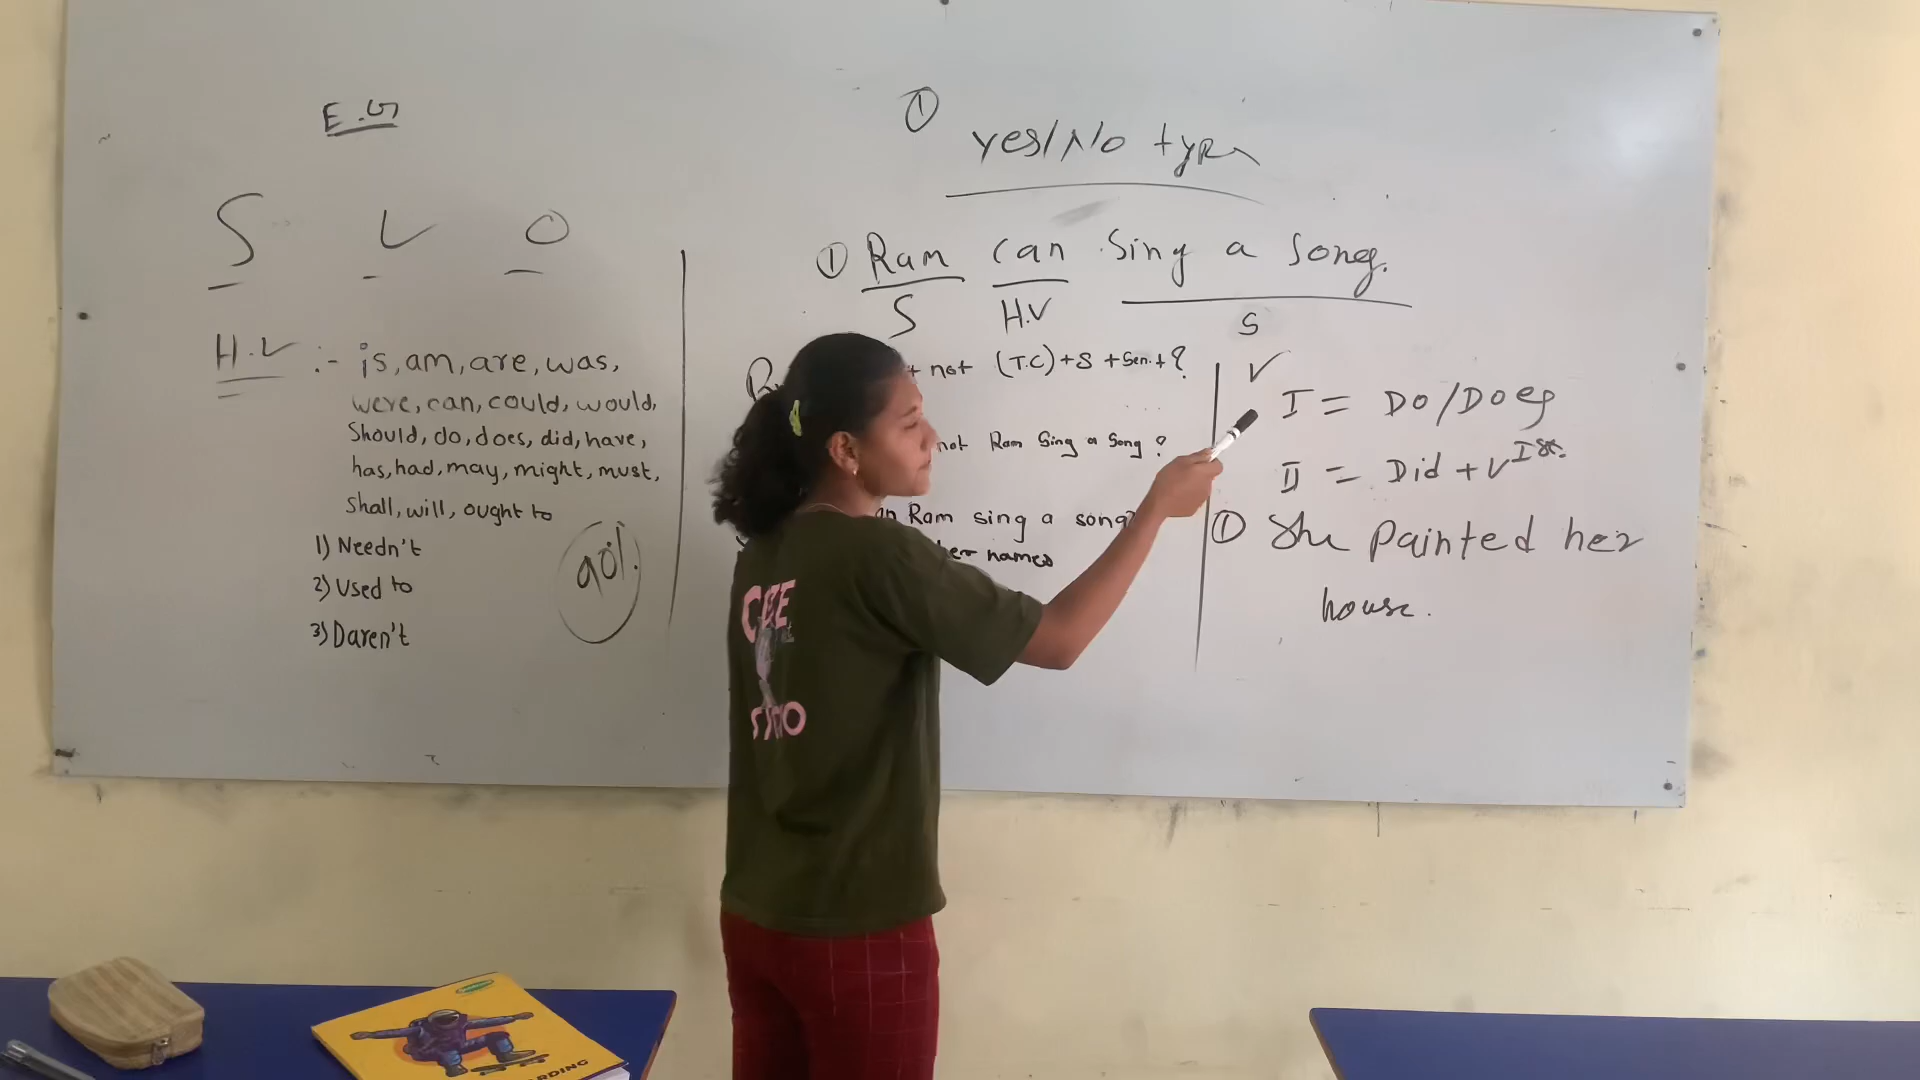 E.G
S V O
H.V :- is, am, are, was,
were, can, could, would,
Should, do, does, did, have,
has, had, may, might, must,
Shall, will, ought to
1) Needn't
2) Used to
3) Daren't
90%
① Yes/No type
① Ram can Sing a Song.
S H.V S
+ not (T.C) + S + Sen. + ?
not Ram Sing a Song ?
Ram sing a song?
names
V
I = Do/Does
II = Did + V Ist.
① She Painted her
house.